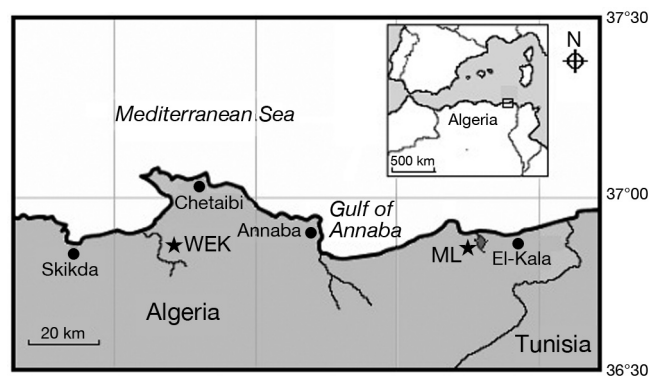 37°30
N
Mediterranean Sea
Algeria
500 km
37°00
Chetaibi
Gulf of
Annaba
Annaba
WEK
ML
El-Kala
Skikda
Algeria
20 km
Tunisia
36°30